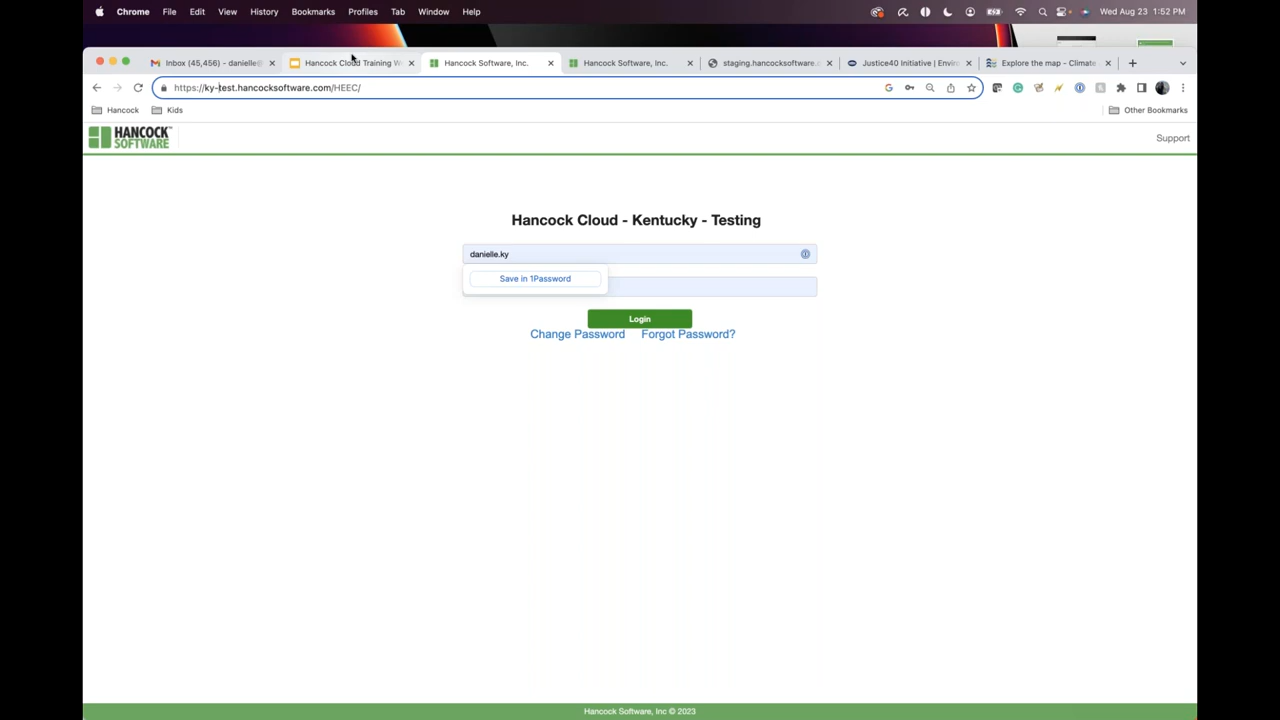 Chrome File Edit View History Bookmarks Profiles Tab Window Help Wed Aug 23 1:52 PM
Inbox (45,456) - danielle@ Hancock Cloud Training W Hancock Software, Inc. Hancock Software, Inc. staging.hancocksoftware.c Justice40 Initiative | Envir Explore the map - Climate
https://ky-test.hancocksoftware.com/HEEC/
Hancock Kids Other Bookmarks
HANCOCK
SOFTWARE
Support
Hancock Cloud - Kentucky - Testing
danielle.ky
Save in 1Password
Login
Change Password Forgot Password?
Hancock Software, Inc © 2023